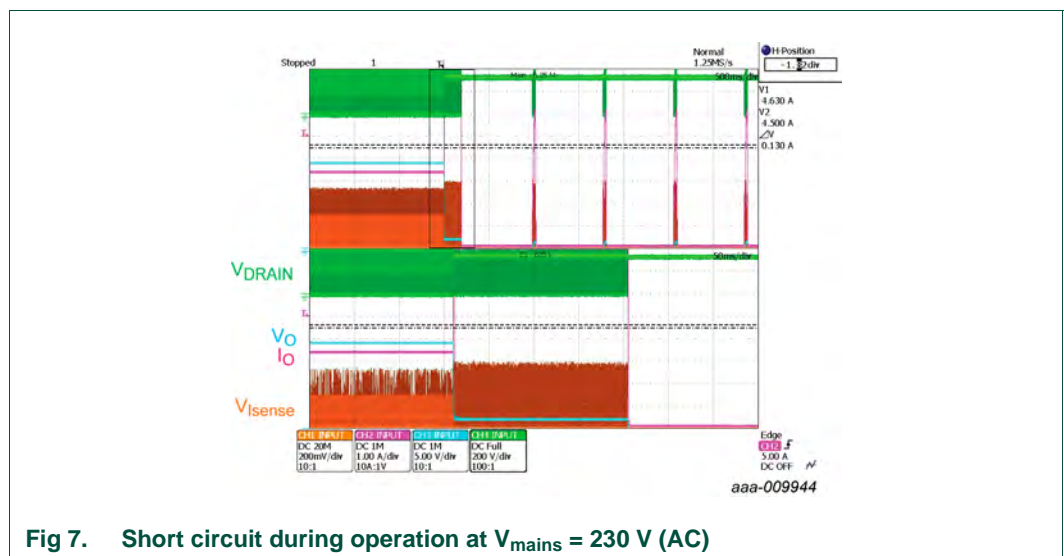 Stopped 1 Normal
1.25MS/s
H-Position
500ms/div
V1
4.630 A
V2
4.500 A
⊿V
0.130 A
50ms/div
VDRAIN
VO
IO
VIsense
CH1 INPUT
DC 20M
200mV/div
10:1
CH2 INPUT
DC 1M
1.00 A/div
10A:1V
CH3 INPUT
DC 1M
5.00 V/div
10:1
CH4 INPUT
DC Full
200 V/div
100:1
Edge
CH2
5.00 A
DC OFF
aaa-009944
Fig 7. Short circuit during operation at Vmains = 230 V (AC)